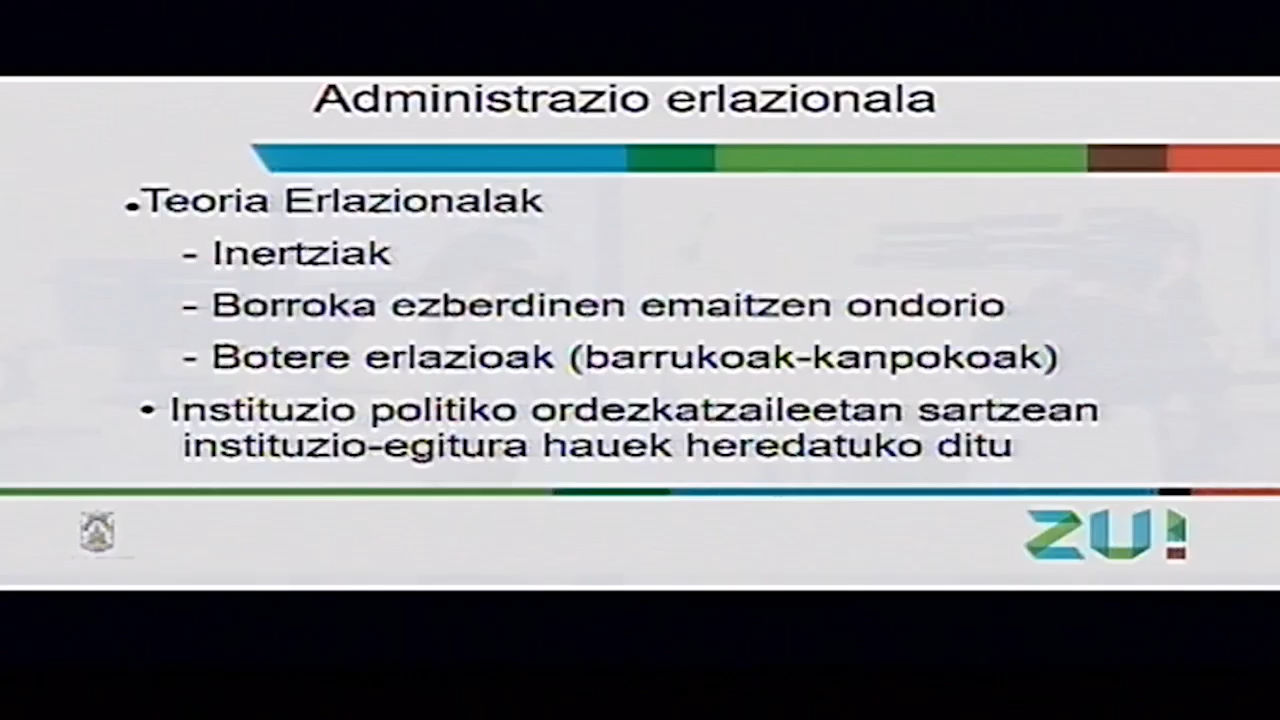 Administrazio erlazionala
•Teoria Erlazionalak
- Inertziak
- Borroka ezberdinen emaitzen ondorio
- Botere erlazioak (barrukoak-kanpokoak)
• Instituzio politiko ordezkatzaileetan sartzean
instituzio-egitura hauek heredatuko ditu
ZU!